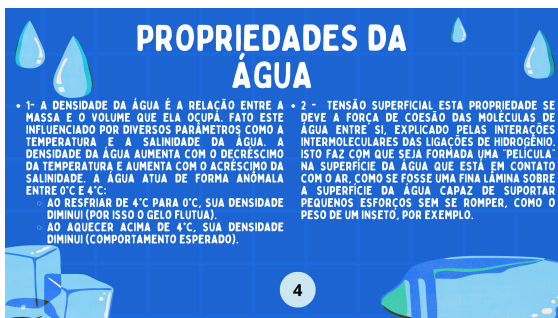 PROPRIEDADES DA
ÁGUA
• 1- A DENSIDADE DA ÁGUA É A RELAÇÃO ENTRE A
MASSA E O VOLUME QUE ELA OCUPA. FATO ESTE
INFLUENCIADO POR DIVERSOS PARÂMETROS COMO A
TEMPERATURA E A SALINIDADE DA ÁGUA. A
DENSIDADE DA ÁGUA AUMENTA COM O DECRÉSCIMO
DA TEMPERATURA E AUMENTA COM O ACRÉSCIMO DA
SALINIDADE. A ÁGUA ATUA DE FORMA ANÔMALA
ENTRE 0°C E 4°C:
○ AO RESFRIAR DE 4°C PARA 0°C, SUA DENSIDADE
DIMINUI (POR ISSO O GELO FLUTUA).
○ AO AQUECER ACIMA DE 4°C, SUA DENSIDADE
DIMINUI (COMPORTAMENTO ESPERADO).
• 2 - TENSÃO SUPERFICIAL ESTA PROPRIEDADE SE
DEVE A FORÇA DE COESÃO DAS MOLÉCULAS DE
ÁGUA ENTRE SI, EXPLICADO PELAS INTERAÇÕES
INTERMOLECULARES DAS LIGAÇÕES DE HIDROGÊNIO.
ISTO FAZ COM QUE SEJA FORMADA UMA "PELÍCULA"
NA SUPERFÍCIE DA ÁGUA QUE ESTÁ EM CONTATO
COM O AR, COMO SE FOSSE UMA FINA LÂMINA SOBRE
A SUPERFÍCIE DA ÁGUA CAPAZ DE SUPORTAR
PEQUENOS ESFORÇOS SEM SE ROMPER, COMO O
PESO DE UM INSETO, POR EXEMPLO.
4